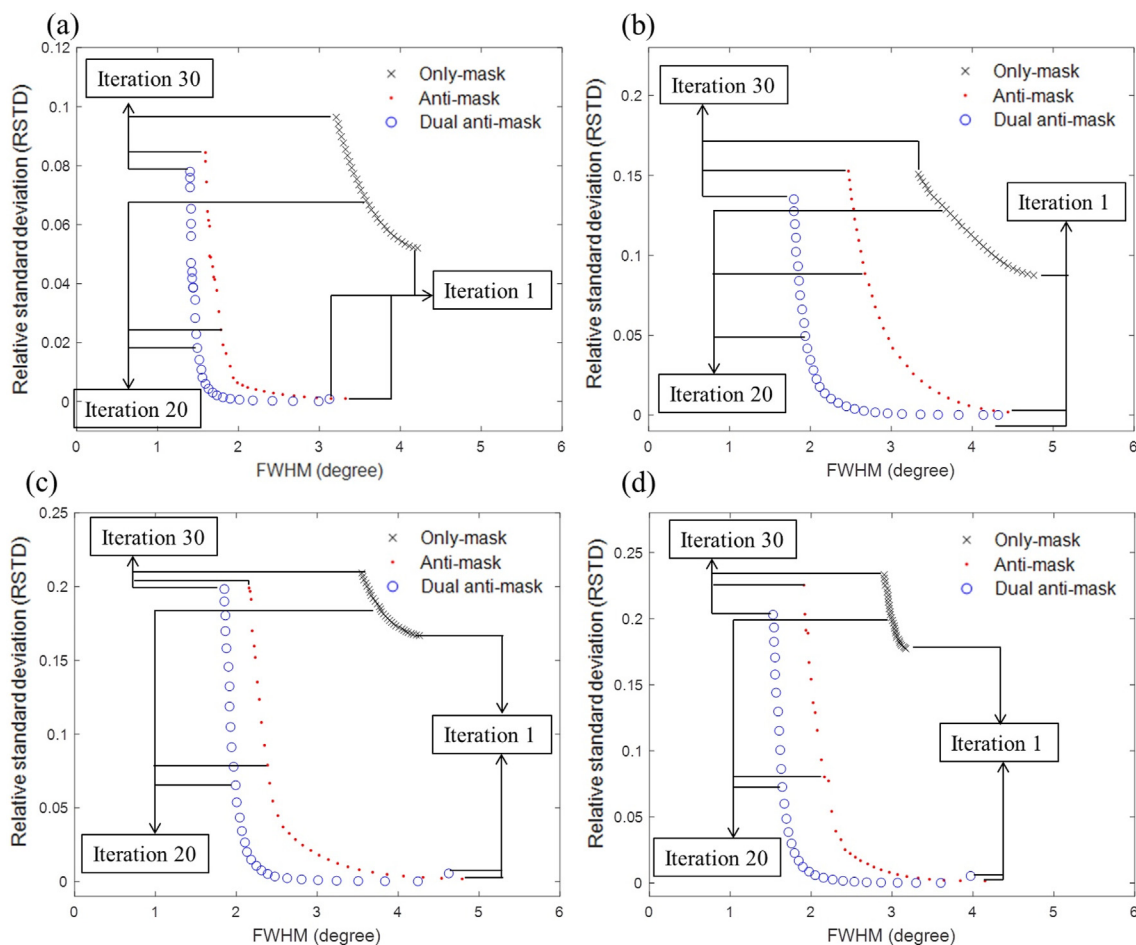 (a)
0.12
0.1
0.08
0.06
0.04
0.02
0
Relative standard deviation (RSTD)
Iteration 30
× Only-mask
Anti-mask
Dual anti-mask
Iteration 1
Iteration 20
0 1 2 3 4 5 6
FWHM (degree)
(b)
0.2
0.15
0.1
0.05
0
Relative standard deviation (RSTD)
Iteration 30
× Only-mask
Anti-mask
Dual anti-mask
Iteration 1
Iteration 20
0 1 2 3 4 5 6
FWHM (degree)
(c)
0.25
0.2
0.15
0.1
0.05
0
Relative standard deviation (RSTD)
Iteration 30
× Only-mask
Anti-mask
Dual anti-mask
Iteration 1
Iteration 20
0 1 2 3 4 5 6
FWHM (degree)
(d)
0.25
0.2
0.15
0.1
0.05
0
Relative standard deviation (RSTD)
Iteration 30
× Only-mask
Anti-mask
Dual anti-mask
Iteration 1
Iteration 20
0 1 2 3 4 5 6
FWHM (degree)